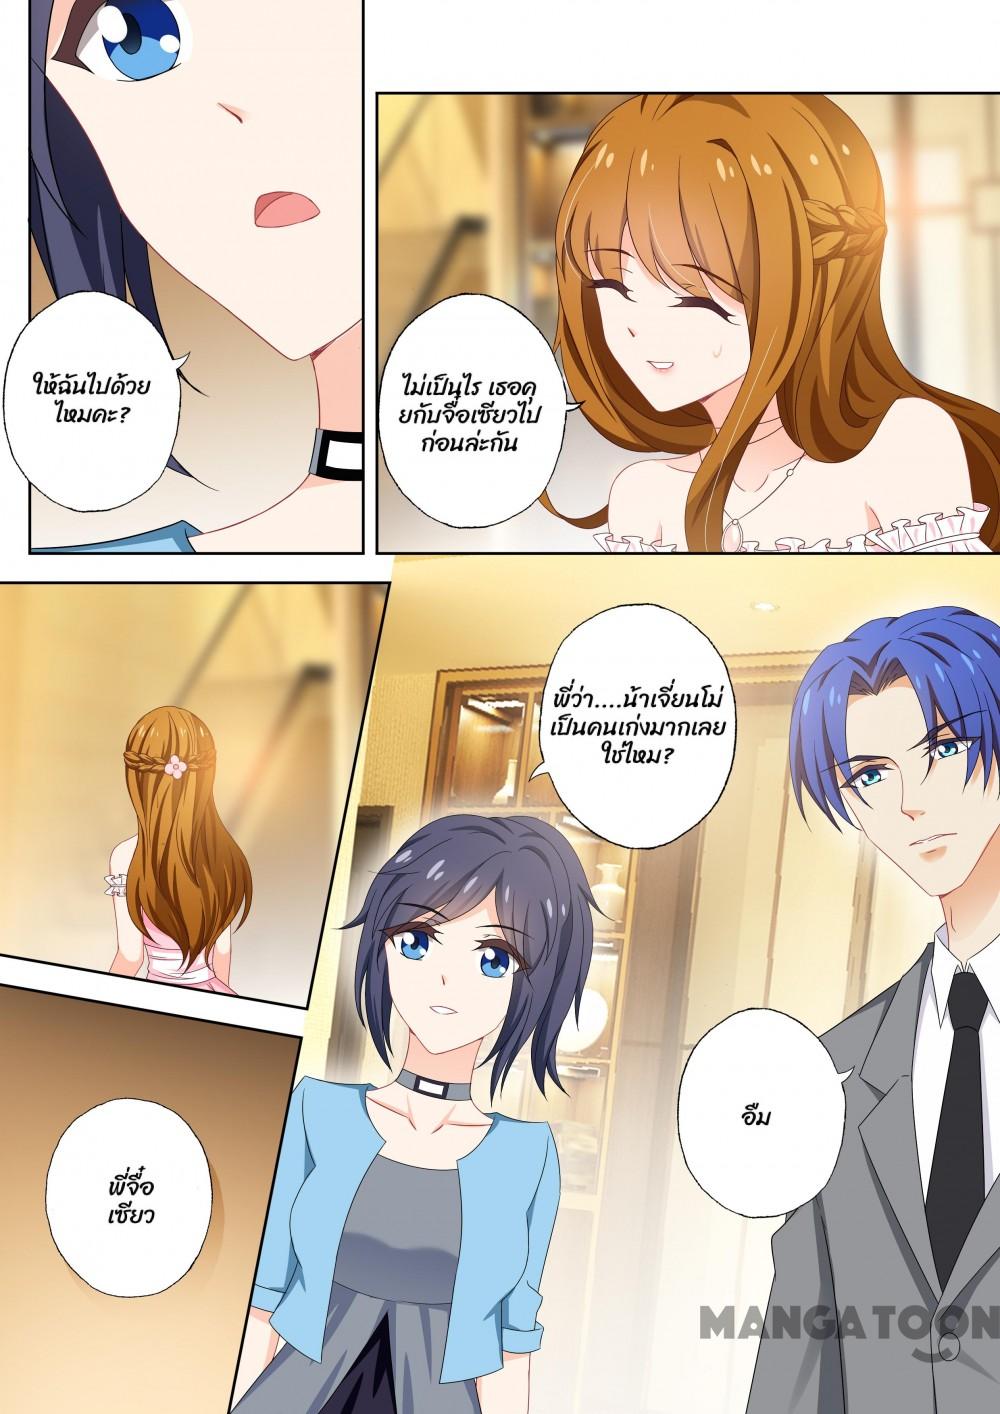 ให้ฉันไปด้วย
ไหมคะ?
ไม่เป็นไร เธอคุ
ยกับจื่อเซียวไป
ก่อนล่ะกัน
พี่ว่า....น้าเจี่ยนโม่
เป็นคนเก่งมากเลย
ใช่ไหม?
อืม
พี่จื่อ
เซียว
MANGATOON